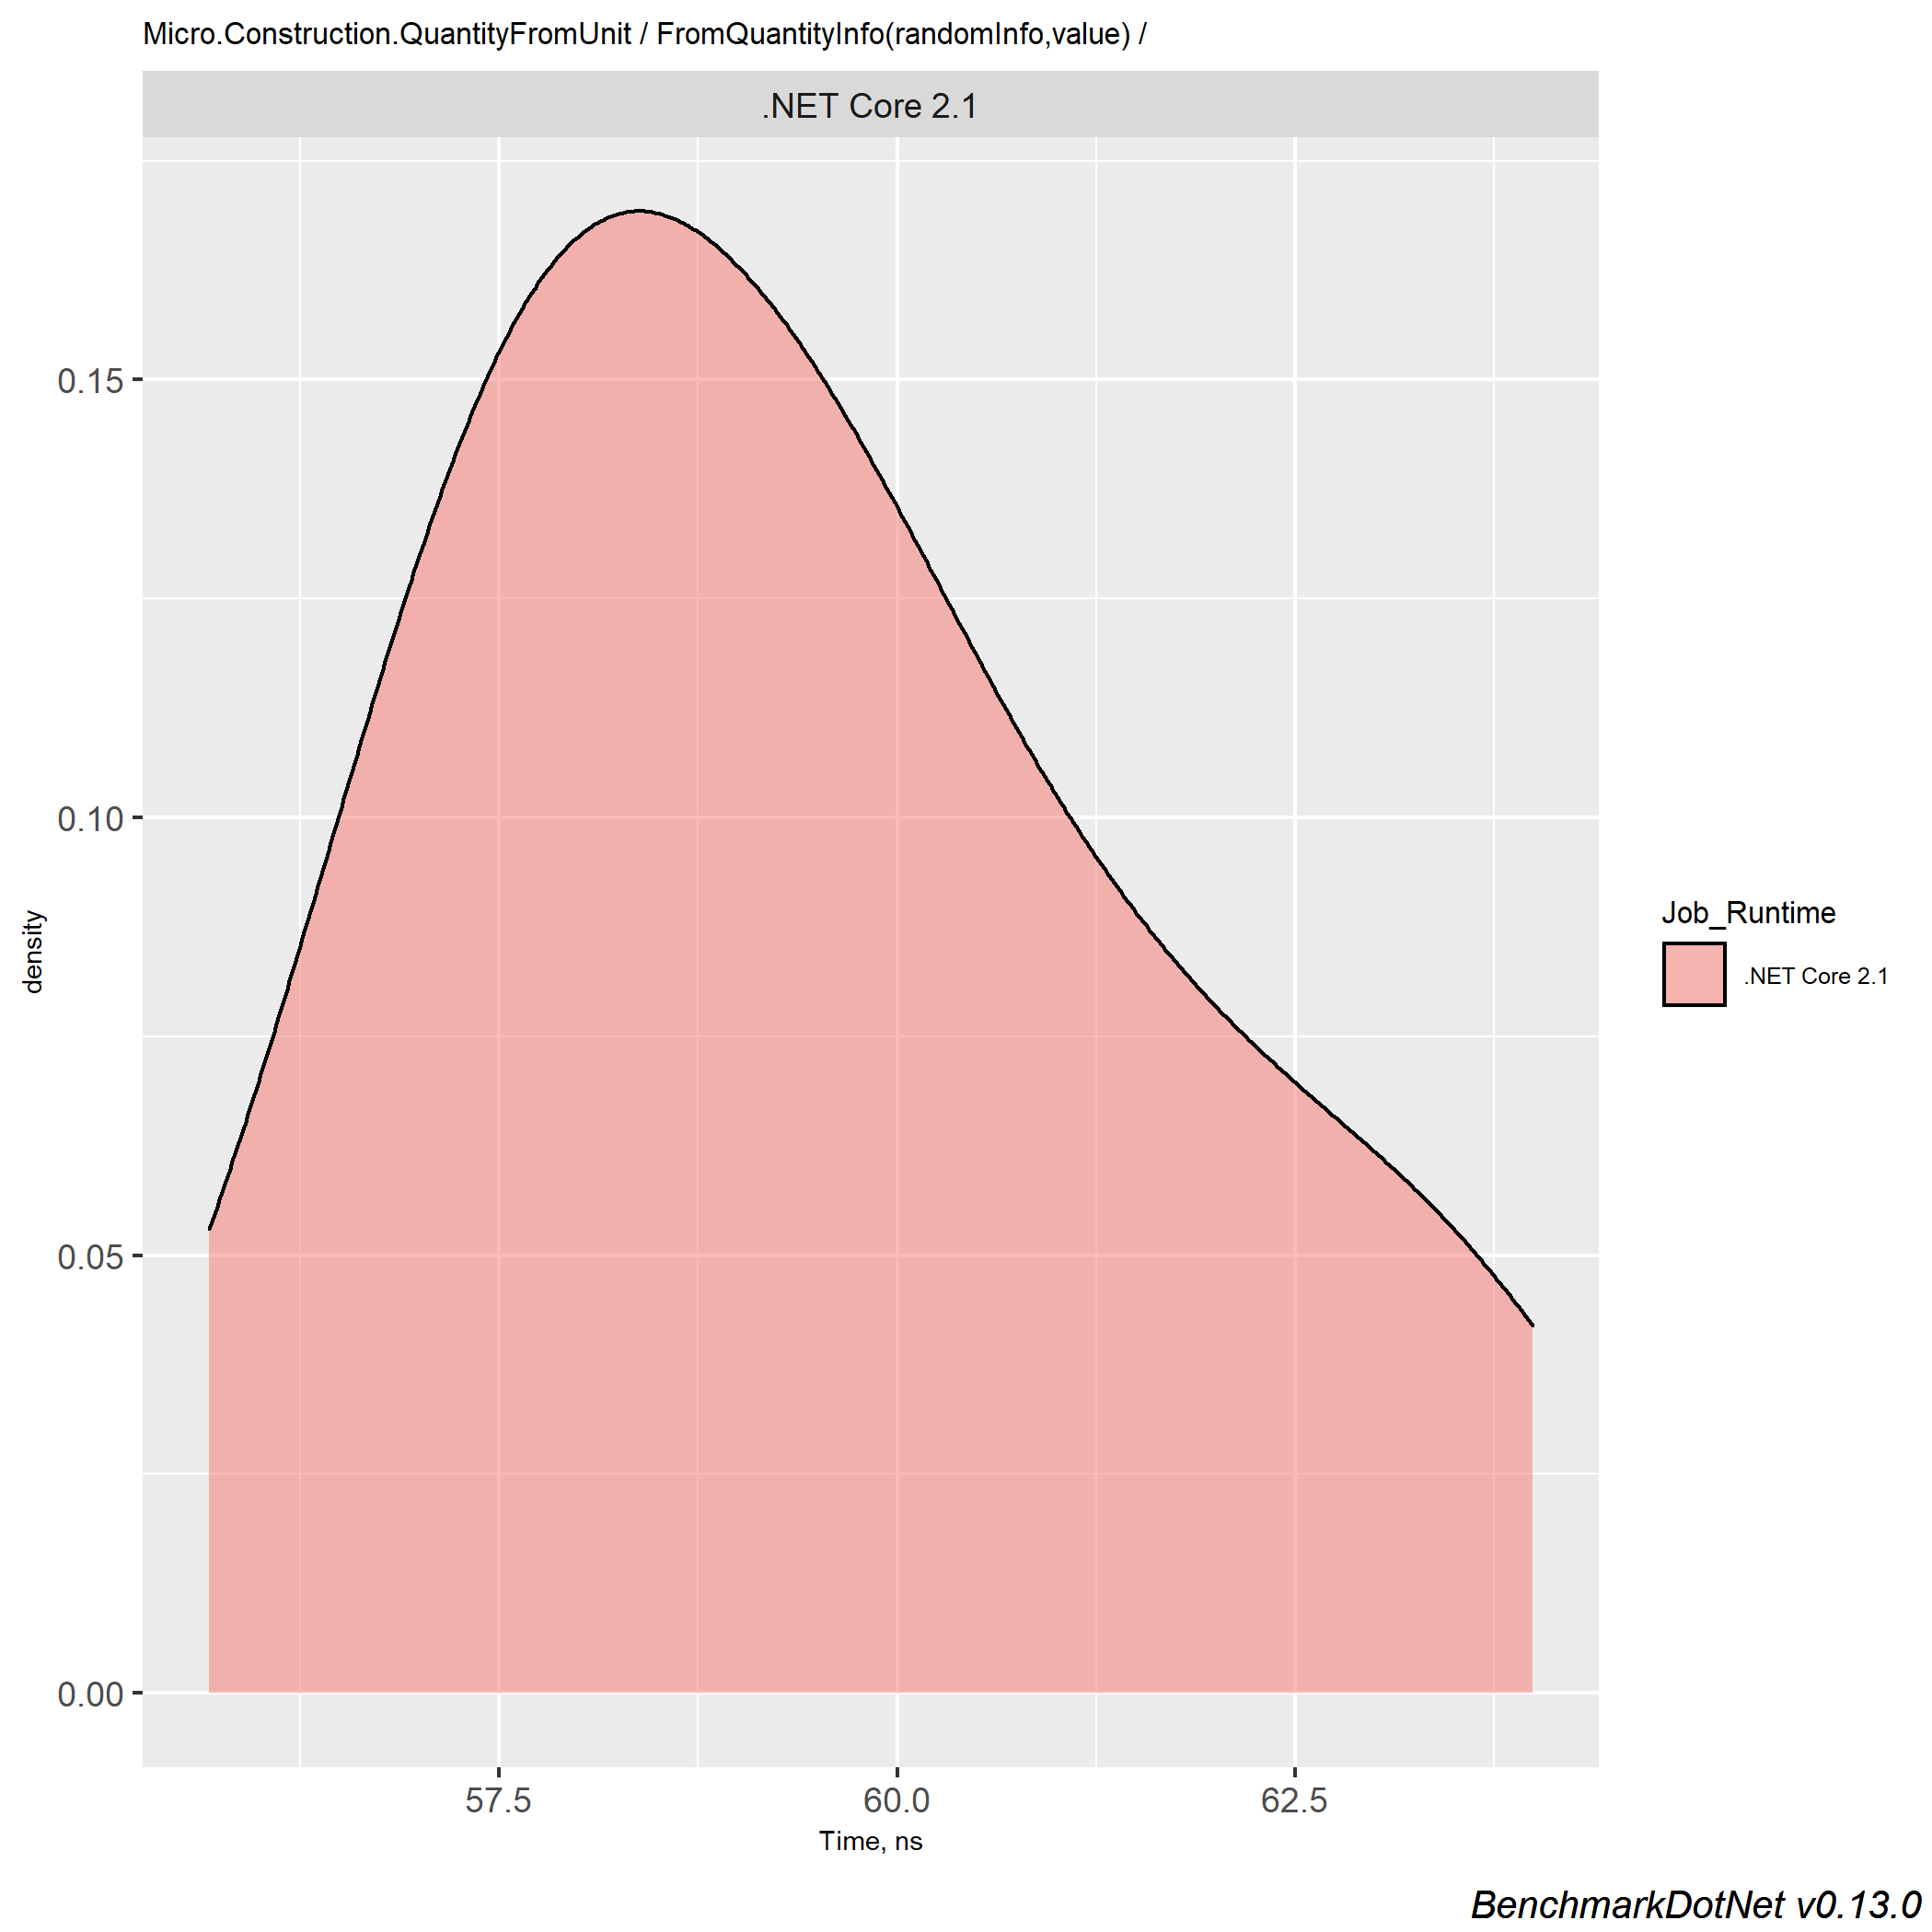 Micro.Construction.QuantityFromUnit / FromQuantityInfo(randomInfo,value) /
.NET Core 2.1
0.15
0.10
0.05
0.00
density
57.5 60.0 62.5
Time, ns
Job_Runtime
.NET Core 2.1
BenchmarkDotNet v0.13.0